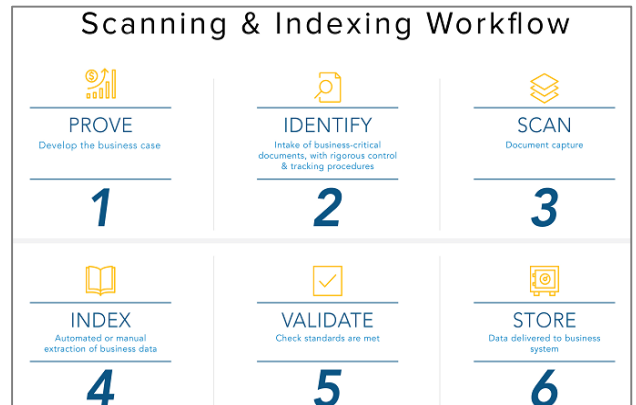 Scanning & Indexing Workflow
PROVE
Develop the business case
1
IDENTIFY
Intake of business-critical
documents, with rigorous control
& tracking procedures
2
SCAN
Document capture
3
INDEX
Automated or manual
extraction of business data
4
VALIDATE
Check standards are met
5
STORE
Data delivered to business
system
6